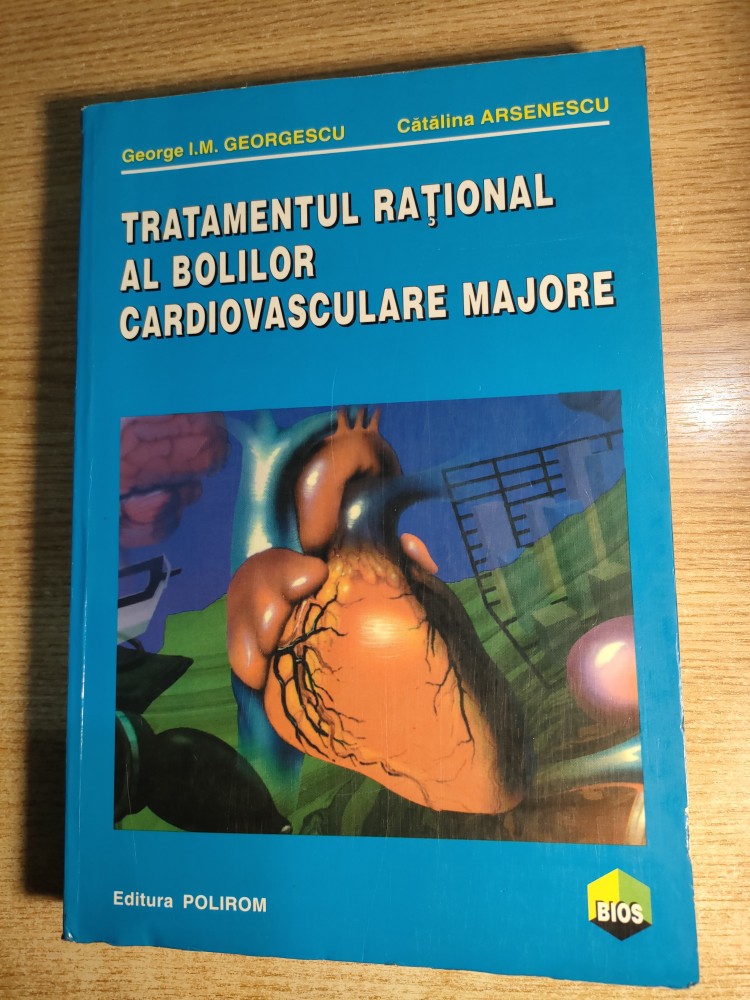 George I.M. GEORGESCU Cătălina ARSENESCU
TRATAMENTUL RAŢIONAL
AL BOLILOR
CARDIOVASCULARE MAJORE
Editura POLIROM
BIOS